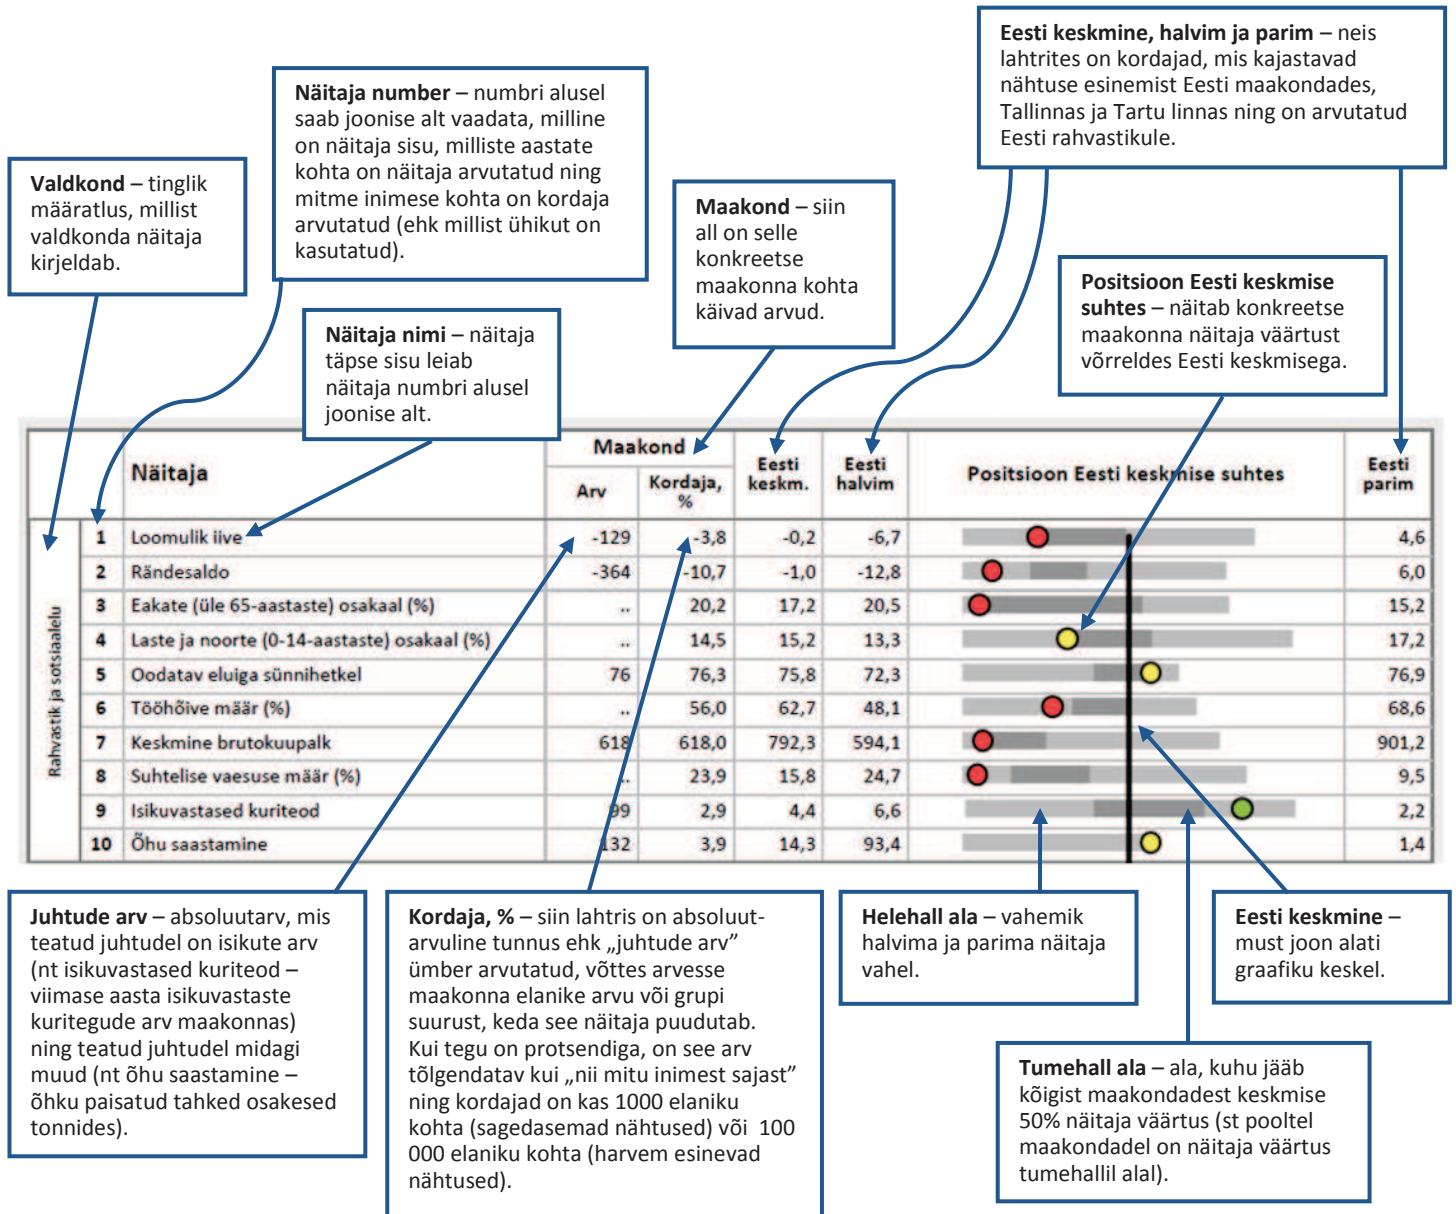 Eesti keskmine, halvim ja parim – neis
lahtrites on kordajad, mis kajastavad
nähtuse esinemist Eesti maakondades,
Tallinnas ja Tartu linnas ning on arvutatud
Eesti rahvastikule.
Näitaja number – numbri alusel
saab joonise alt vaadata, milline
on näitaja sisu, milliste aastate
kohta on näitaja arvutatud ning
mitme inimese kohta on kordaja
arvutatud (ehk millist ühikut on
kasutatud).
Valdkond – tinglik
määratlus, millist
valdkonda näitaja
kirjeldab.
Maakond – siin
all on selle
konkreetse
maakonna kohta
käivad arvud.
Positsioon Eesti keskmise
suhtes – näitab konkreetse
maakonna näitaja väärtust
võrreldes Eesti keskmisega.
Näitaja nimi – näitaja
täpse sisu leiab
näitaja numbri alusel
joonise alt.
Näitaja
Maakond
Arv
Kordaja,
%
Eesti
keskm.
Eesti
halvim
Positsioon Eesti keskmise suhtes
Eesti
parim
Rahvastik ja sotsiaalelu
1 Loomulik iive -129 -3,8 -0,2 -6,7 4,6
2 Rändesaldo -364 -10,7 -1,0 -12,8 6,0
3 Eakate (üle 65-aastaste) osakaal (%) .. 20,2 17,2 20,5 15,2
4 Laste ja noorte (0-14-aastaste) osakaal (%) .. 14,5 15,2 13,3 17,2
5 Oodatav eluiga sünnihetkel 76 76,3 75,8 72,3 76,9
6 Tööhõive määr (%) .. 56,0 62,7 48,1 68,6
7 Keskmine brutokuupalk 618 618,0 792,3 594,1 901,2
8 Suhtelise vaesuse määr (%) .. 23,9 15,8 24,7 9,5
9 Isikuvastased kuriteod 99 2,9 4,4 6,6 2,2
10 Õhu saastamine 132 3,9 14,3 93,4 1,4
Juhtude arv – absoluutarv, mis
teatud juhtudel on isikute arv
(nt isikuvastased kuriteod –
viimase aasta isikuvastaste
kuritegude arv maakonnas)
ning teatud juhtudel midagi
muud (nt õhu saastamine –
õhku paisatud tahked osakesed
tonnides).
Kordaja, % – siin lahtris on absoluut-
arvuline tunnus ehk „juhtude arv”
ümber arvutatud, võttes arvesse
maakonna elanike arvu või grupi
suurust, keda see näitaja puudutab.
Kui tegu on protsendiga, on see arv
tõlgendatav kui „nii mitu inimest sajast”
ning kordajad on kas 1000 elaniku
kohta (sagedasemad nähtused) või 100
000 elaniku kohta (harvem esinevad
nähtused).
Helehall ala – vahemik
halvima ja parima näitaja
vahel.
Eesti keskmine –
must joon alati
graafiku keskel.
Tumehall ala – ala, kuhu jääb
kõigist maakondadest keskmise
50% näitaja väärtus (st pooltel
maakondadel on näitaja väärtus
tumehallil alal).